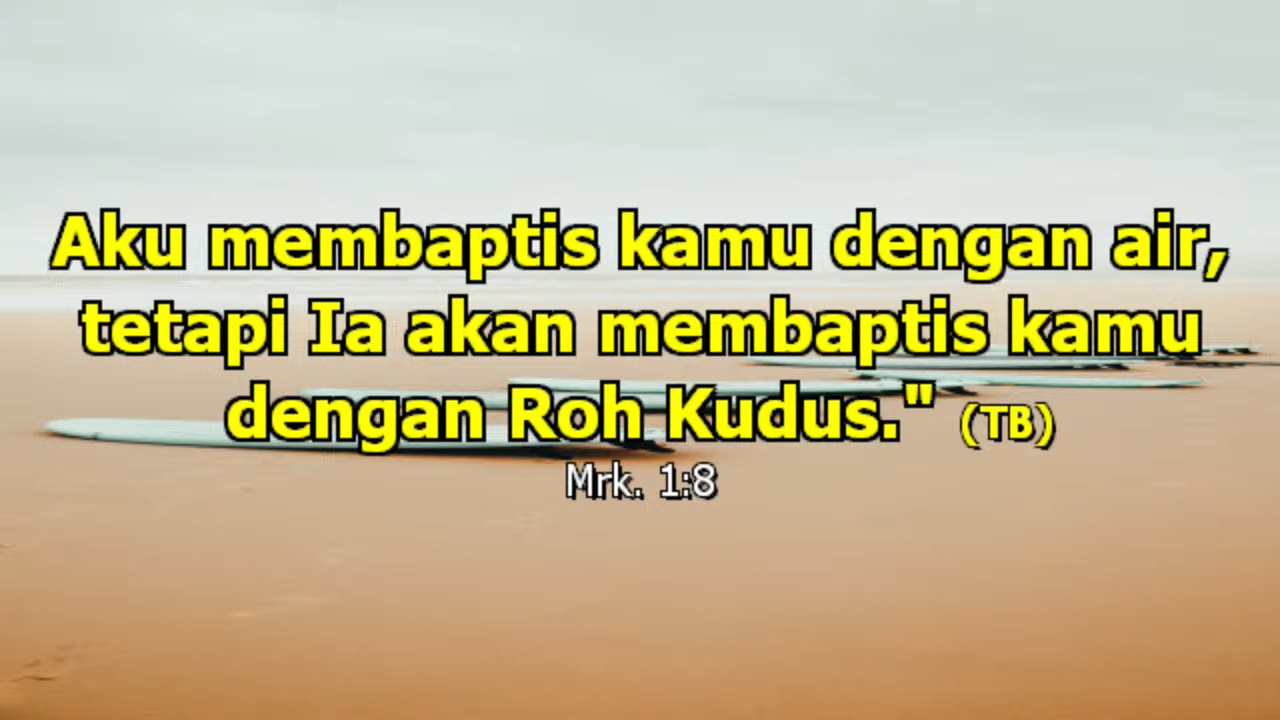 Aku membaptis kamu dengan air,
tetapi Ia akan membaptis kamu
dengan Roh Kudus." (TB)
Mrk. 1:8